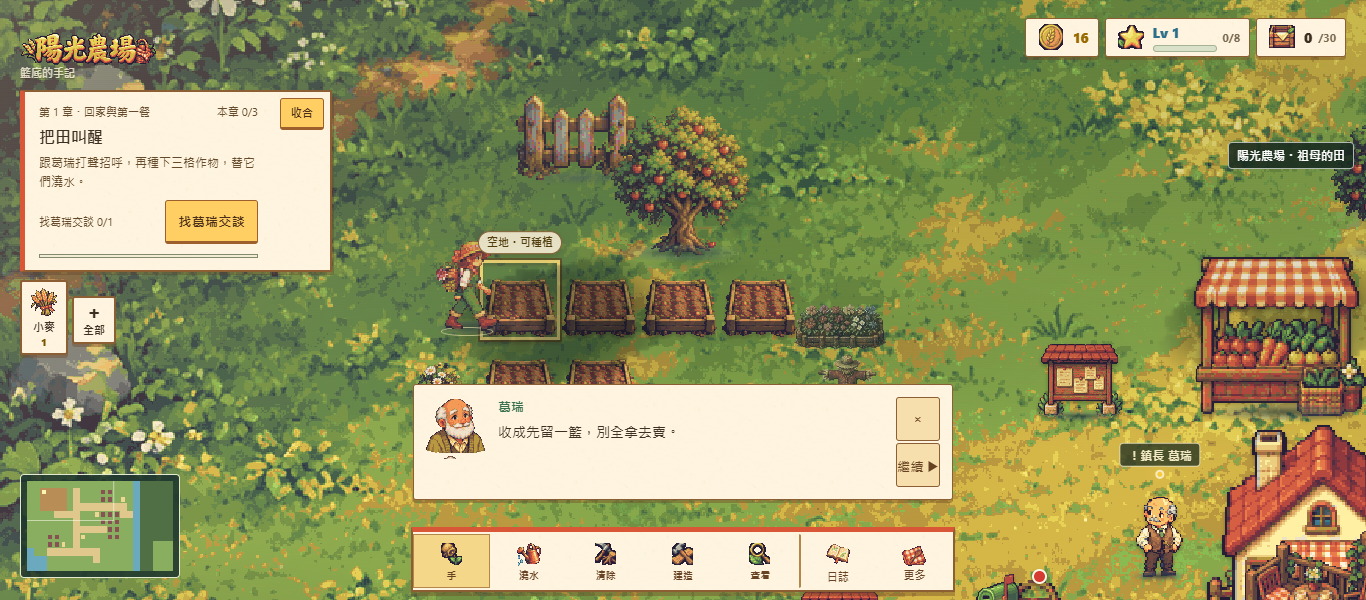 陽光農場
籃底的手記
第 1 章 · 回家與第一餐
本章 0/3
收合
把田叫醒
跟葛瑞打聲招呼，再種下三格作物，替它
們澆水。
找葛瑞交談 0/1
找葛瑞交談
小麥
1
+
全部
16
Lv 1
0/8
0 /30
陽光農場 · 祖母的田
空地 · 可種植
葛瑞
收成先留一籃，別全拿去賣。
×
繼續 ▶
! 鎮長 葛瑞
手
澆水
清除
建造
查看
日誌
更多